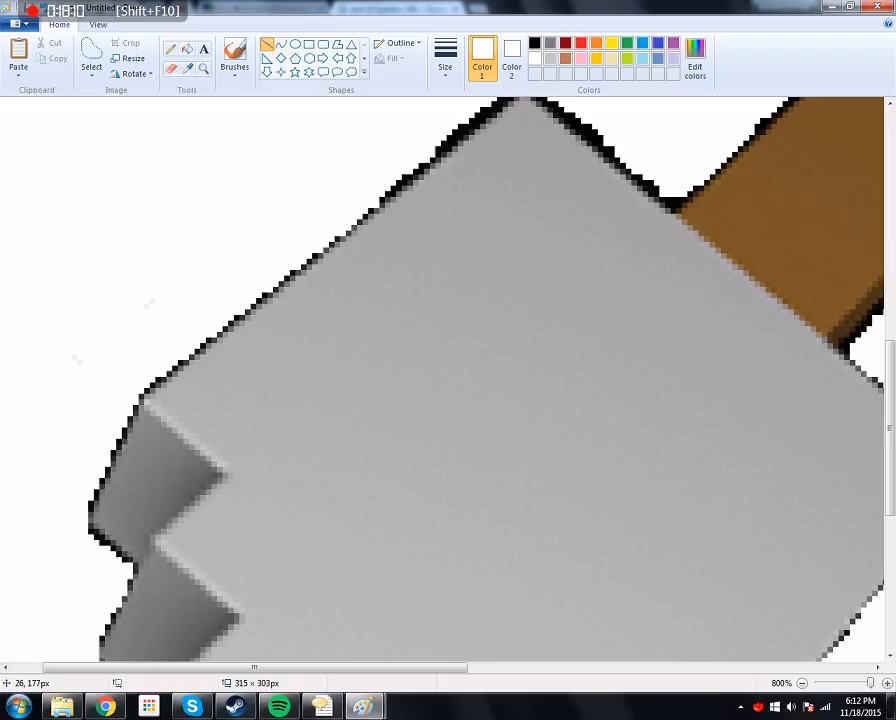 0:18:0 [Shift+F10] Untitled
Home View
Paste Cut Copy Clipboard
Select Crop Resize Rotate Image
Tools
Brushes
Shapes Outline Fill
Size
Color 1 Color 2 Edit colors Colors
26, 177px 315 × 303px 800%
6:12 PM
11/18/2015